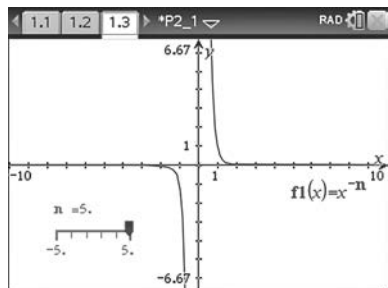 1.1 1.2 1.3 *P2_1 RAD
6.67 y
1
-10 1 10 x
f1(x)=x⁻ⁿ
n =5.
-5. 5.
-6.67